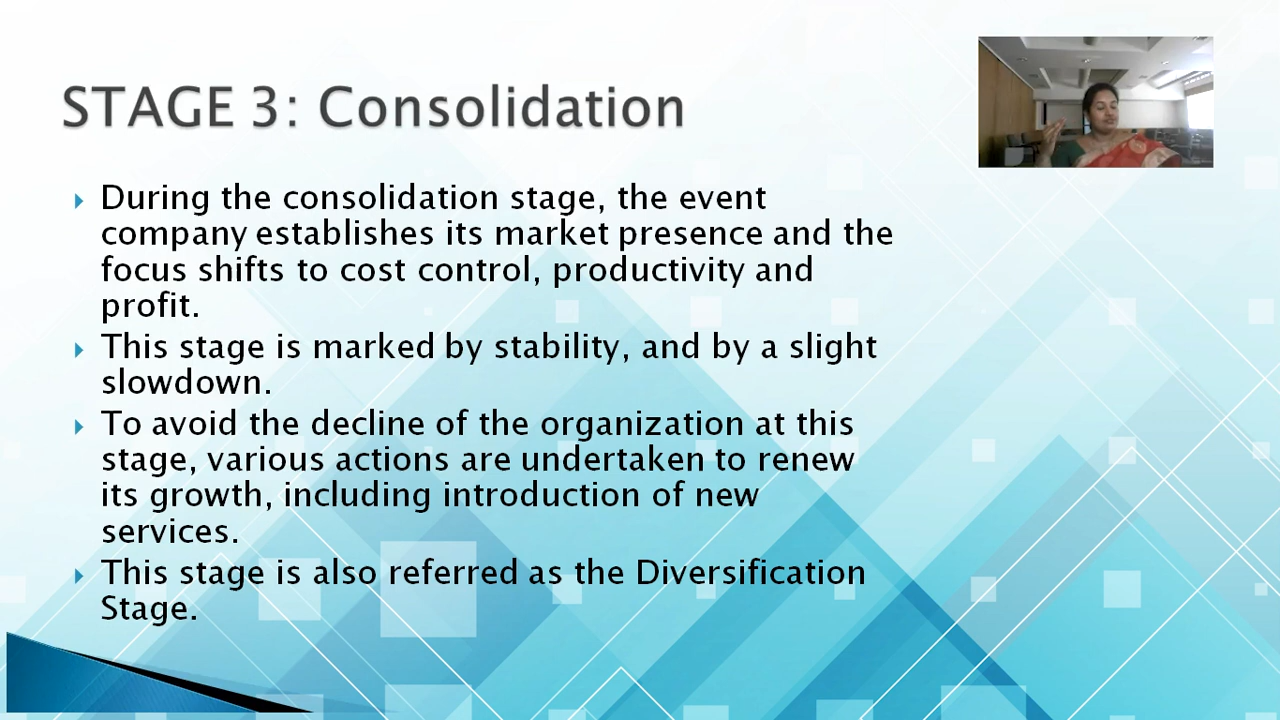 STAGE 3: Consolidation
During the consolidation stage, the event
company establishes its market presence and the
focus shifts to cost control, productivity and
profit.
This stage is marked by stability, and by a slight
slowdown.
To avoid the decline of the organization at this
stage, various actions are undertaken to renew
its growth, including introduction of new
services.
This stage is also referred as the Diversification
Stage.